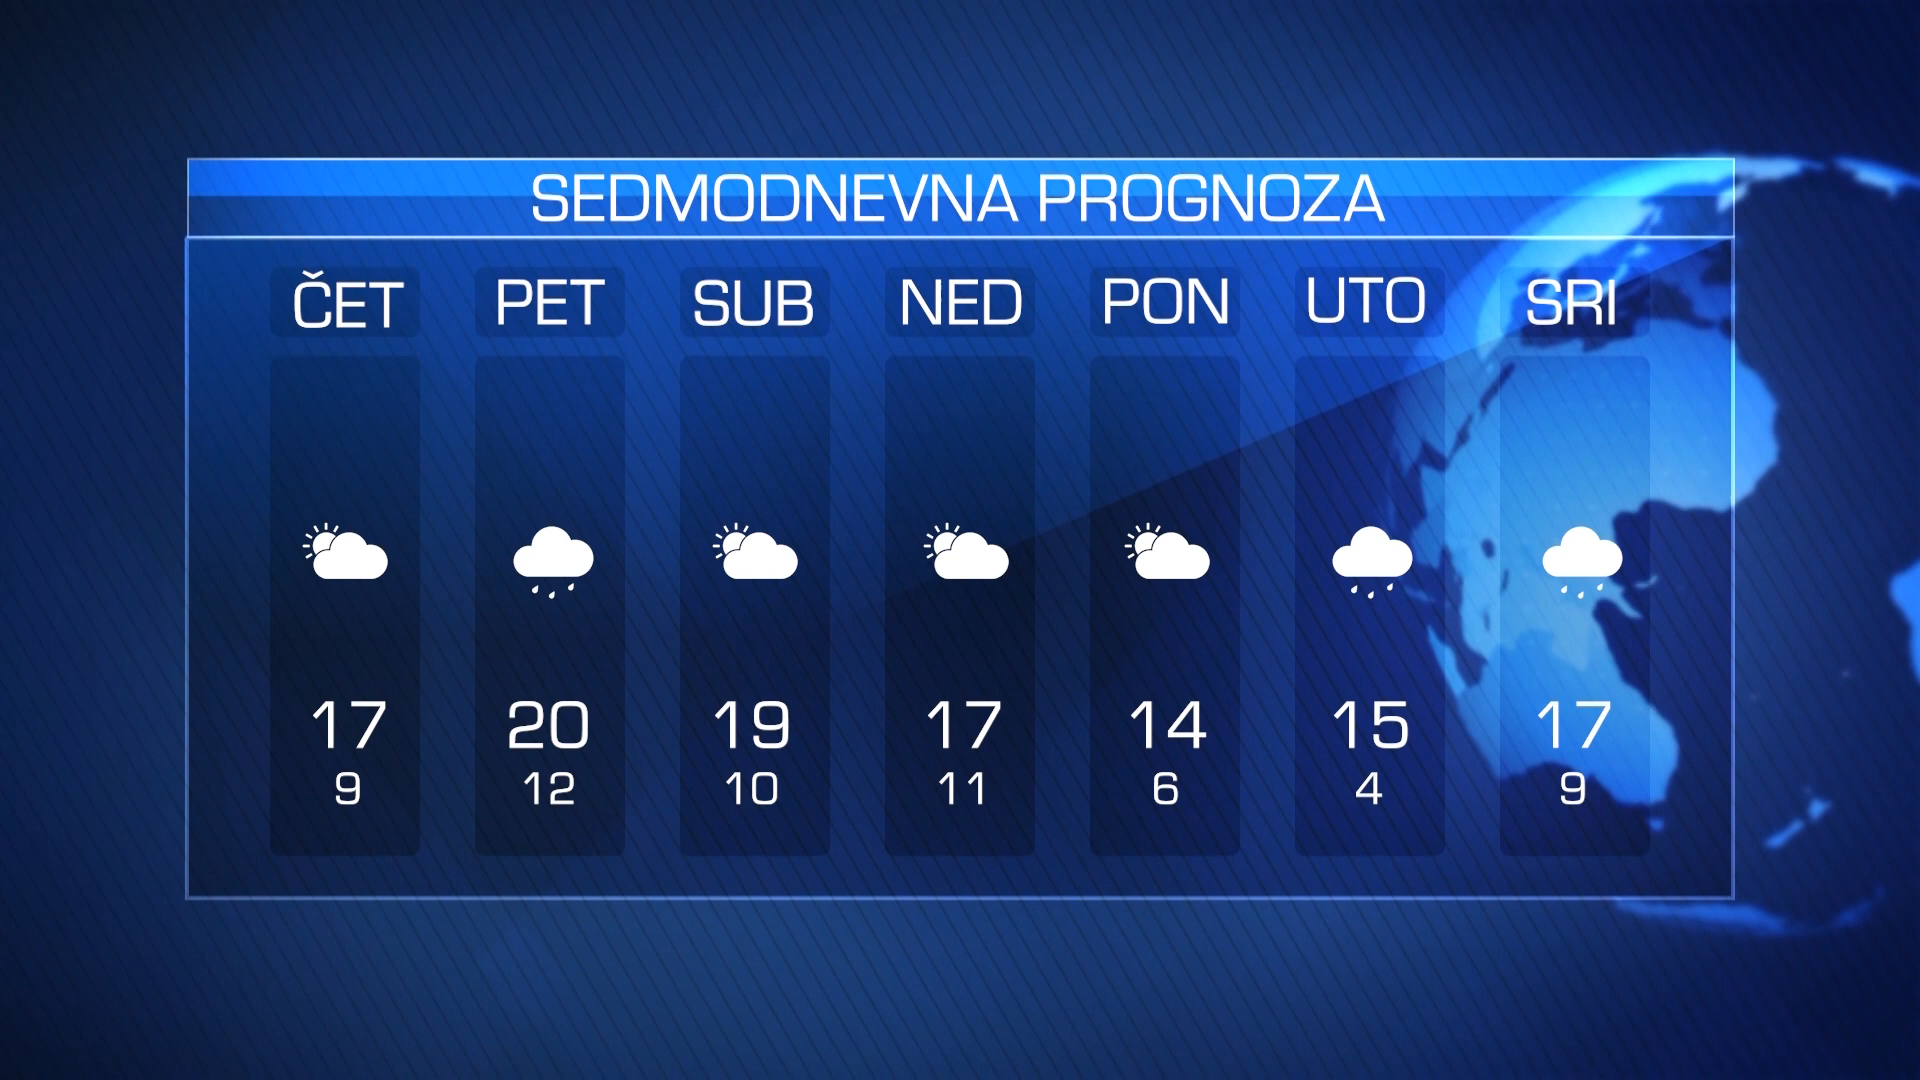 SEDMODNEVNA PROGNOZA
ČET PET SUB NED PON UTO SRI
17 20 19 17 14 15 17
9 12 10 11 6 4 9